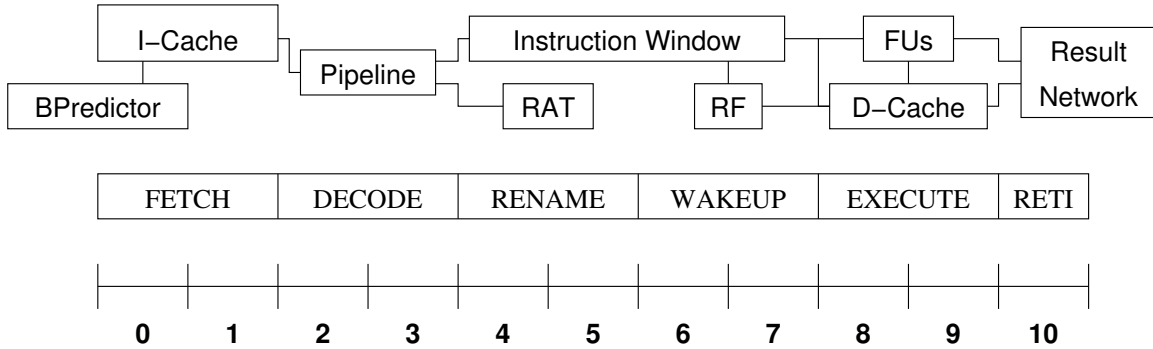 I−Cache
Instruction Window
FUs
Result
Network
Pipeline
BPredictor
RAT
RF
D−Cache
FETCH DECODE RENAME WAKEUP EXECUTE RETI
0 1 2 3 4 5 6 7 8 9 10